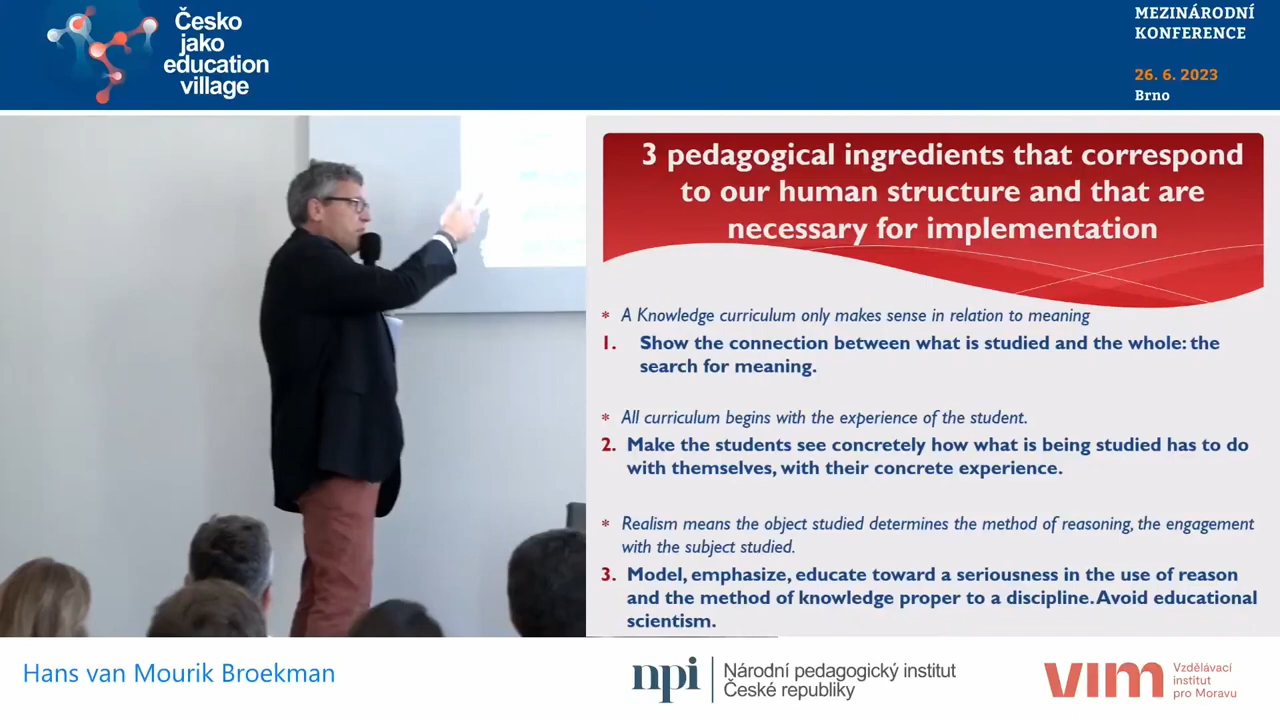 Česko
jako
education
village
MEZINÁRODNÍ
KONFERENCE
26. 6. 2023
Brno
3 pedagogical ingredients that correspond
to our human structure and that are
necessary for implementation
* A Knowledge curriculum only makes sense in relation to meaning
1. Show the connection between what is studied and the whole: the
search for meaning.
* All curriculum begins with the experience of the student.
2. Make the students see concretely how what is being studied has to do
with themselves, with their concrete experience.
* Realism means the object studied determines the method of reasoning, the engagement
with the subject studied.
3. Model, emphasize, educate toward a seriousness in the use of reason
and the method of knowledge proper to a discipline. Avoid educational
scientism.
Hans van Mourik Broekman
npi
Národní pedagogický institut
České republiky
vim
Vzdělávací
institut
pro Moravu